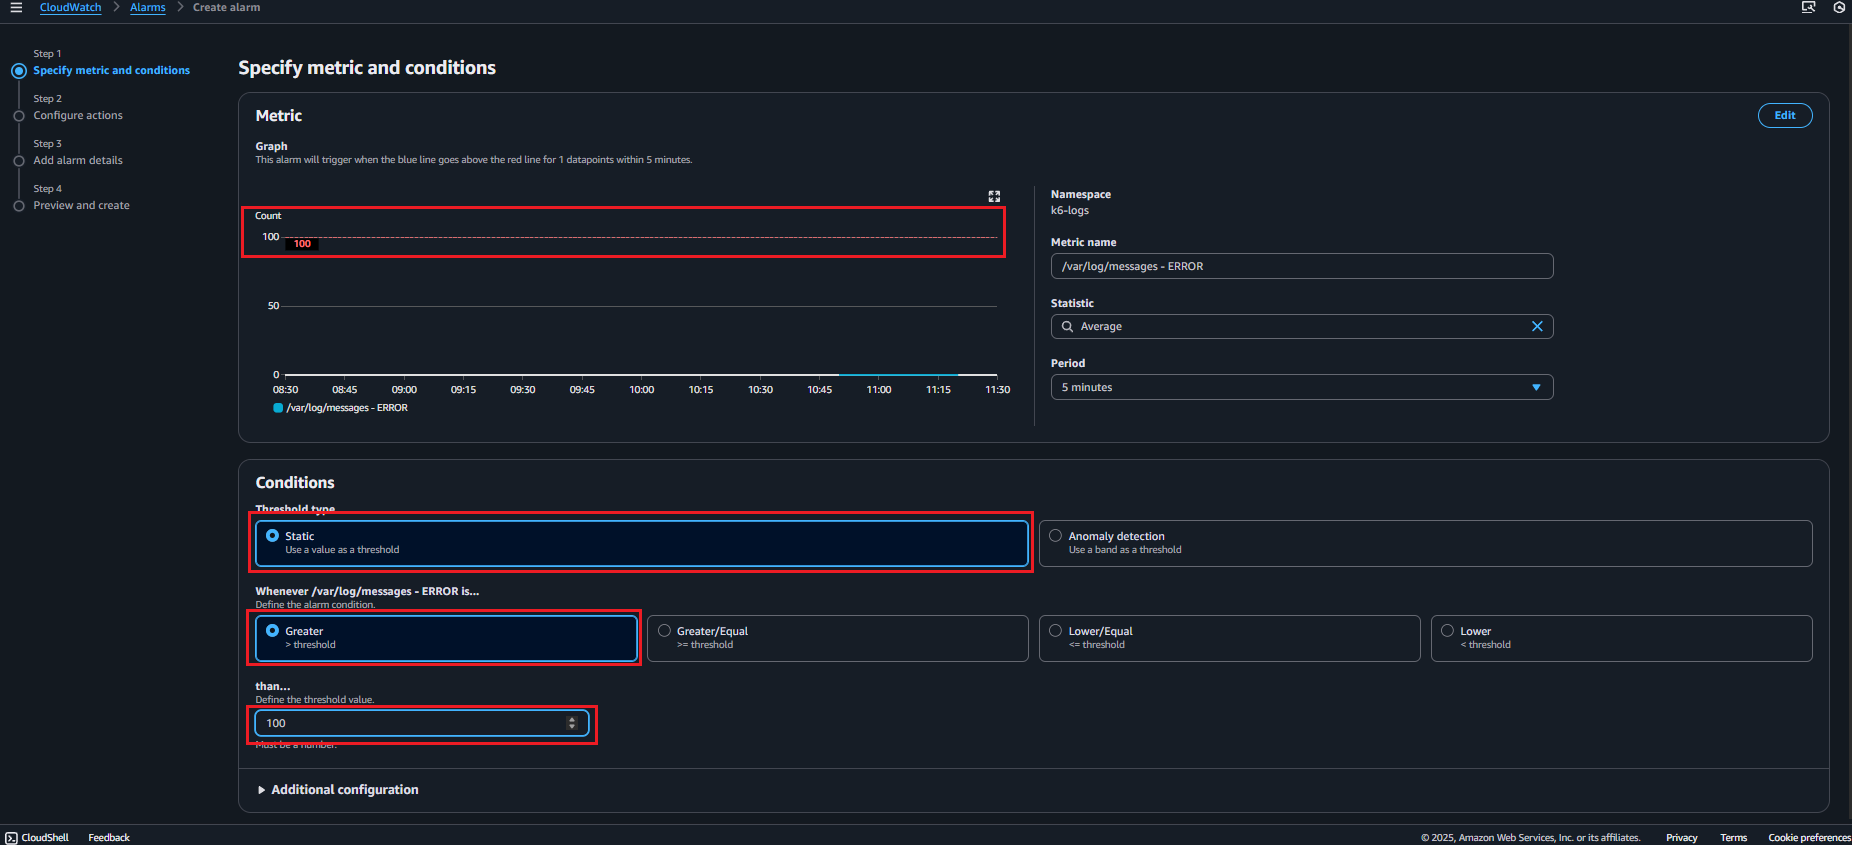 CloudWatch > Alarms > Create alarm
Step 1
Specify metric and conditions
Step 2
Configure actions
Step 3
Add alarm details
Step 4
Preview and create
Specify metric and conditions
Metric
Edit
Graph
This alarm will trigger when the blue line goes above the red line for 1 datapoints within 5 minutes.
Count
100
100
50
0
08:30 08:45 09:00 09:15 09:30 09:45 10:00 10:15 10:30 10:45 11:00 11:15 11:30
/var/log/messages - ERROR
Namespace
k6-logs
Metric name
/var/log/messages - ERROR
Statistic
Average
Period
5 minutes
Conditions
Threshold type
Static
Use a value as a threshold
Anomaly detection
Use a band as a threshold
Whenever /var/log/messages - ERROR is...
Define the alarm condition.
Greater
> threshold
Greater/Equal
>= threshold
Lower/Equal
<= threshold
Lower
< threshold
than...
Define the threshold value.
100
Must be a number.
Additional configuration
CloudShell Feedback © 2025, Amazon Web Services, Inc. or its affiliates. Privacy Terms Cookie preferences